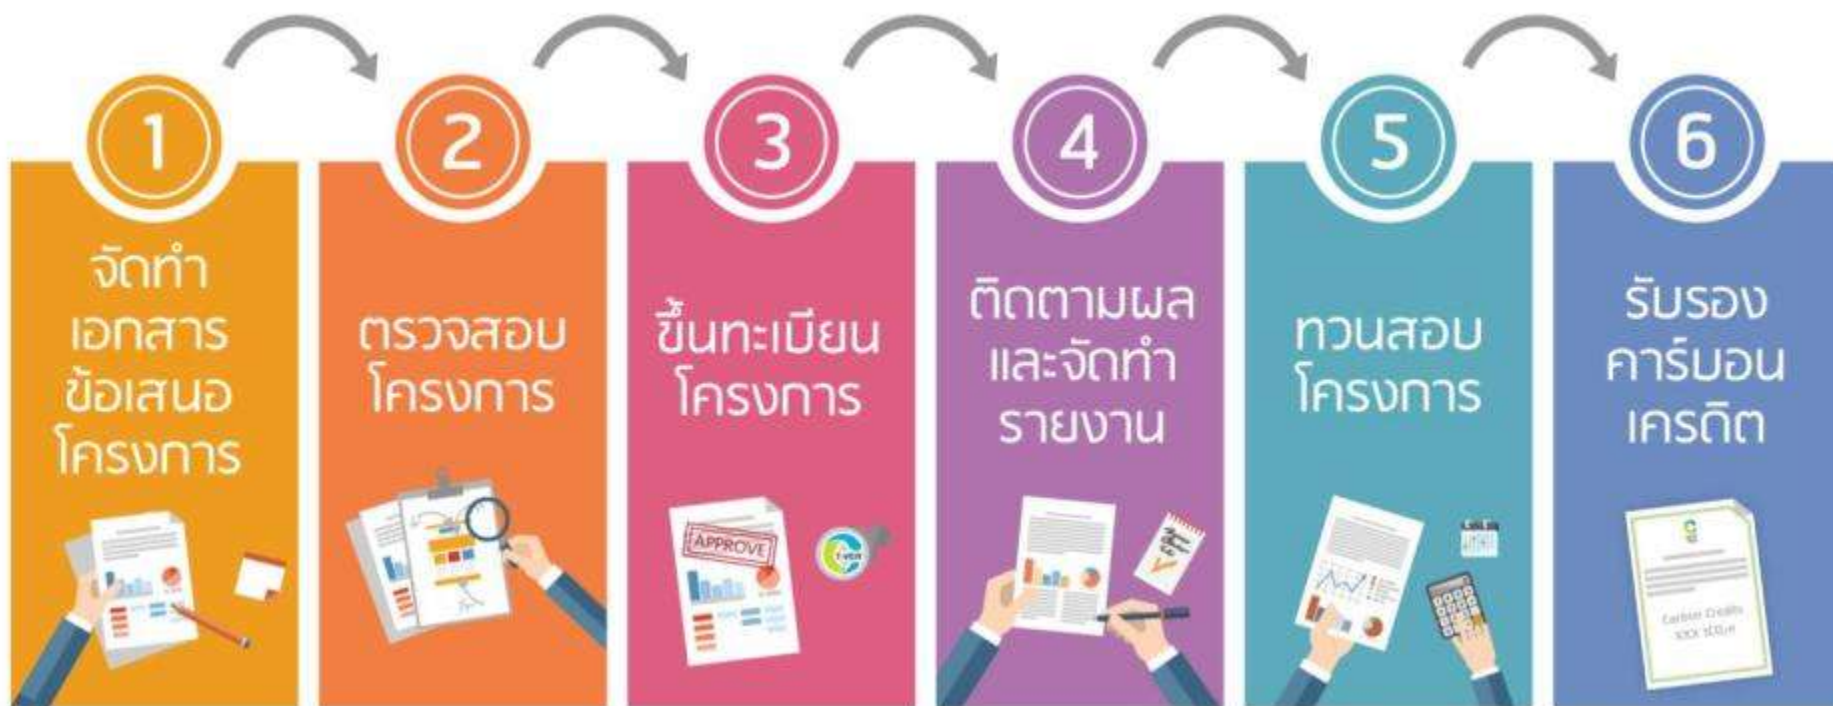 1
จัดทำ
เอกสาร
ข้อเสนอ
โครงการ
2
ตรวจสอบ
โครงการ
3
ขึ้นทะเบียน
โครงการ
APPROVE
T-VER
4
ติดตามผล
และจัดทำ
รายงาน
5
ทวนสอบ
โครงการ
6
รับรอง
คาร์บอน
เครดิต
Carbon Credits
XXX tCO₂e